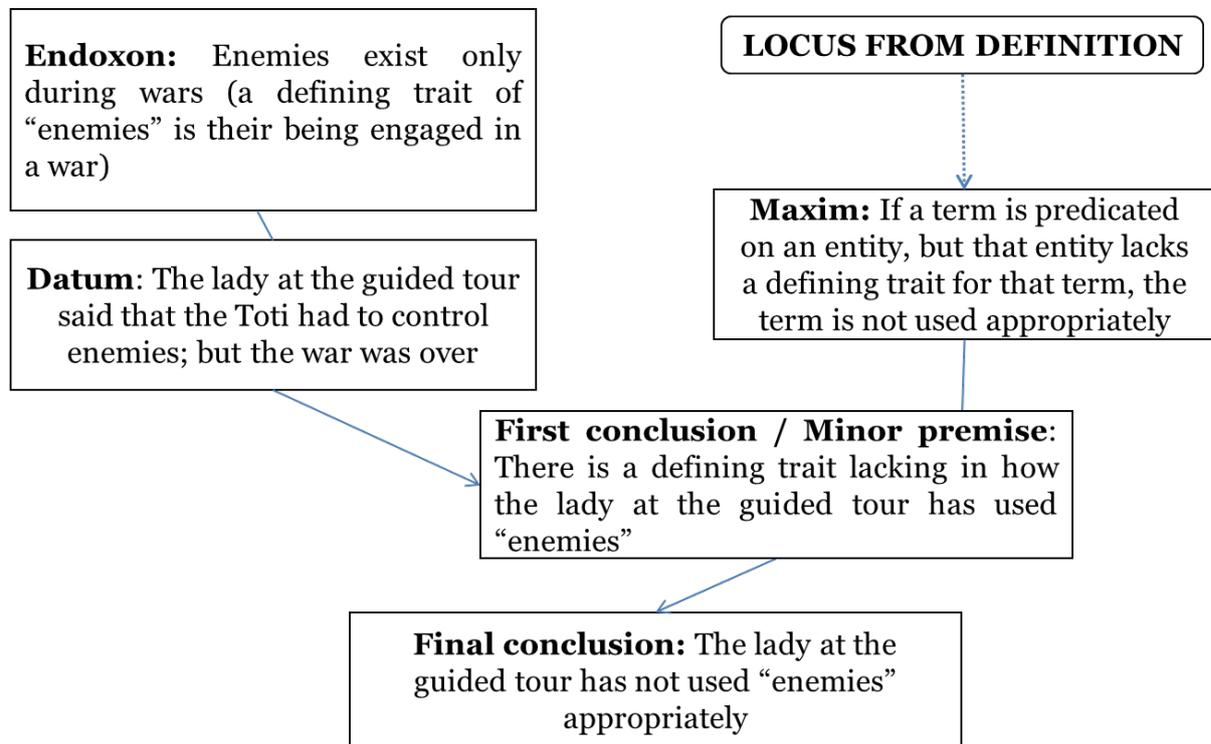 Endoxon: Enemies exist only
during wars (a defining trait of
“enemies” is their being engaged in
a war)
LOCUS FROM DEFINITION
Maxim: If a term is predicated
on an entity, but that entity lacks
a defining trait for that term, the
term is not used appropriately
Datum: The lady at the guided tour
said that the Toti had to control
enemies; but the war was over
First conclusion / Minor premise:
There is a defining trait lacking in how
the lady at the guided tour has used
“enemies”
Final conclusion: The lady at the
guided tour has not used “enemies”
appropriately